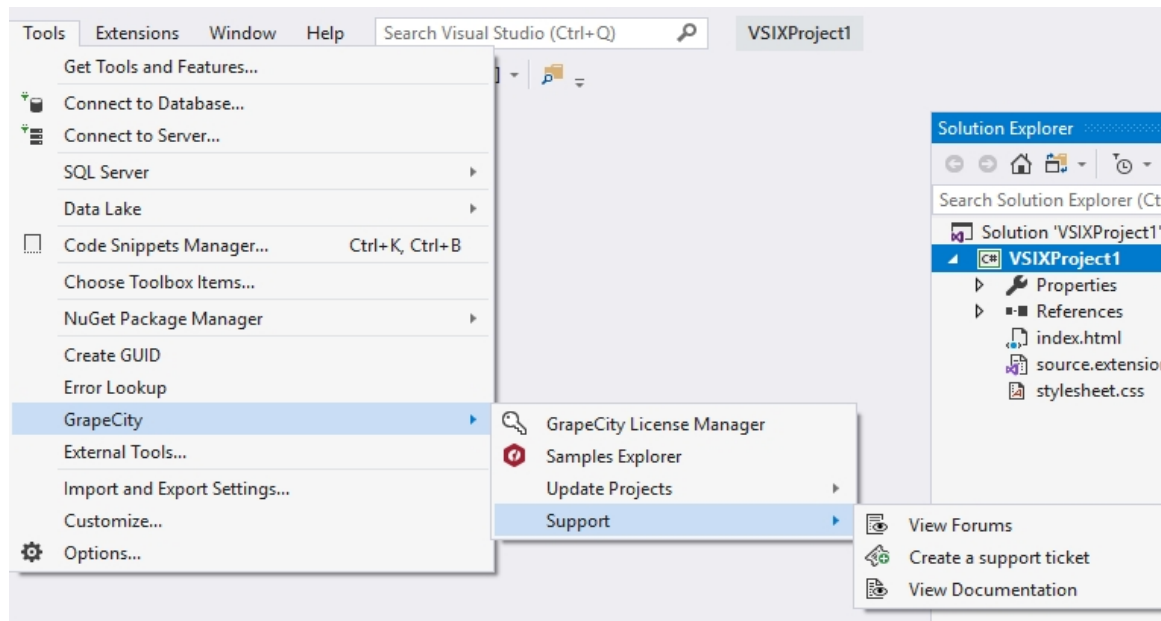 Tools Extensions Window Help Search Visual Studio (Ctrl+Q) VSIXProject1
Get Tools and Features...
Connect to Database...
Connect to Server...
SQL Server
Data Lake
Code Snippets Manager... Ctrl+K, Ctrl+B
Choose Toolbox Items...
NuGet Package Manager
Create GUID
Error Lookup
GrapeCity
External Tools...
Import and Export Settings...
Customize...
Options...
GrapeCity License Manager
Samples Explorer
Update Projects
Support
View Forums
Create a support ticket
View Documentation
Solution Explorer
Search Solution Explorer (Ct
Solution 'VSIXProject1'
C# VSIXProject1
Properties
References
index.html
source.extensio
stylesheet.css